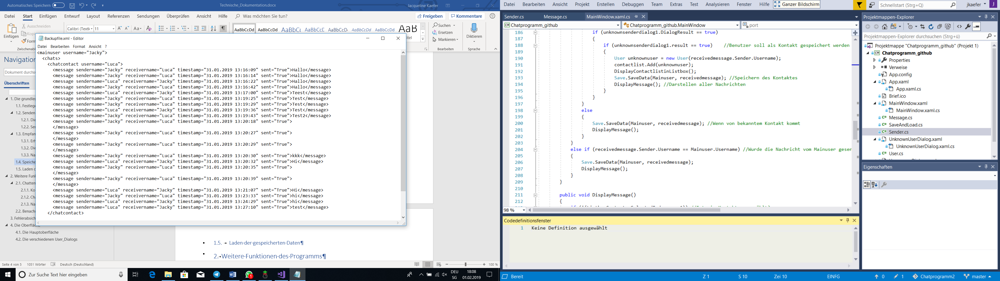 Automatisches Speichern
Technische_Dokumentation.docx
Jacqueline Kaefer
Datei Start Einfügen Entwurf Layout Referenzen Sendungen Überprüfen Ansicht Hilfe Was möchten Sie tun?
Freigeben Kommentare
Einfügen
Ausschneiden
Calibri (Textk 11
AaBbCcDd AaBbCcDd AaBbCc AaBbCcE AaBbCcD AaBbCcDd AaBbCcDd AaB
Suchen
Ersetzen
Markieren
Bearbeiten
Diktieren
Sprache
Navigation
Überschriften
1.1. Festlege
1.2. Senden
1.2.1. Die
1.3. Empfan
1.3.1. Erh
1.3.2. Die
1.3.3. Na
1.4. Speiche
1.5. Laden d
2. Weitere Funk
2.1. Chatten
2.1.1. Ko
2.1.2. Cha
2.1.3. Na
2.2. Benachr
3. Fehlerabsich
4. Die Oberfläche
4.1. Die Hauptoberfläche
4.2. Die verschiedenen User_Dialogs
Backupfile.xml - Editor
Datei Bearbeiten Format Ansicht ?
<mainuser username="Jacky">
<chats>
<chatcontact username="Luca">
<message sendername="Jacky" receivername="Luca" timestamp="31.01.2019 13:16:09" sent="True">Hallo</message>
<message sendername="Jacky" receivername="Luca" timestamp="31.01.2019 13:16:14" sent="True">Hallo</message>
<message sendername="Luca" receivername="Jacky" timestamp="31.01.2019 13:16:22" sent="True">Hallo</message>
<message sendername="Jacky" receivername="Luca" timestamp="31.01.2019 13:16:42" sent="True">Hallo</message>
<message sendername="Luca" receivername="Jacky" timestamp="31.01.2019 13:17:00" sent="True">Teest</message>
<message sendername="Jacky" receivername="Luca" timestamp="31.01.2019 13:19:25" sent="True">Test</message>
<message sendername="Luca" receivername="Jacky" timestamp="31.01.2019 13:19:29" sent="True">Test</message>
<message sendername="Jacky" receivername="Luca" timestamp="31.01.2019 13:19:36" sent="True">Test</message>
<message sendername="Jacky" receivername="Luca" timestamp="31.01.2019 13:19:43" sent="True">Test2</message>
<message sendername="Jacky" receivername="Luca" timestamp="31.01.2019 13:20:18" sent="True">
</message>
<message sendername="Jacky" receivername="Luca" timestamp="31.01.2019 13:20:27" sent="True">
</message>
<message sendername="Jacky" receivername="Luca" timestamp="31.01.2019 13:20:29" sent="True">
</message>
<message sendername="Jacky" receivername="Luca" timestamp="31.01.2019 13:20:30" sent="True">kkk</message>
<message sendername="Luca" receivername="Jacky" timestamp="31.01.2019 13:20:32" sent="True">Hi</message>
<message sendername="Jacky" receivername="Luca" timestamp="31.01.2019 13:20:35" sent="True">
</message>
<message sendername="Jacky" receivername="Luca" timestamp="31.01.2019 13:20:39" sent="True">
</message>
<message sendername="Luca" receivername="Jacky" timestamp="31.01.2019 13:21:07" sent="True">Hi</message>
<message sendername="Jacky" receivername="Luca" timestamp="31.01.2019 13:23:33" sent="True">hi</message>
<message sendername="Luca" receivername="Jacky" timestamp="31.01.2019 13:24:29" sent="True">hi</message>
<message sendername="Luca" receivername="Jacky" timestamp="31.01.2019 13:27:10" sent="True">test</message>
</chatcontact>
1.5. → Laden·der·gespeicherten·Daten¶
2.→Weitere·Funktionen·des·Programms¶
Seite 4 von 5 1051 Wörter Deutsch (Deutschland)
100 %
Zur Suche Text hier eingeben
1
DEU
SG
18:08
01.02.2019
Datei Bearbeiten Ansicht Projekt Erstellen Debuggen Team Extras Test Analysieren Fenster Hilfe Ganzer Bildschirm
Schnellstart (Strg+Q)
jkaefer J
Sender.cs Message.cs MainWindow.xaml.cs
Chatprogramm_github Chatprogramm_github.MainWindow port
186 if (unknownsenderdialog1.DialogResult == true)
187 {
188 if (unknownsenderdialog1.result == true) //Benutzer soll als Kontakt gespeichert werden
189 {
190 User unknownuser = new User(receivedmessage.Sender.Username);
191 contactlist.Add(unknownuser);
192 DisplayContactlistinListbox();
193 Save.SaveData(Mainuser, receivedmessage); //Speichern des Kontaktes
194 DisplayMessage(); //Darstellen aller Nachrichten
195 }
196 }
197 }
198 else
199 {
200 Save.SaveData(Mainuser, receivedmessage); //Wenn von bekanntem Kontakt kommt
201 DisplayMessage();
202 }
203 }
204 else if (receivedmessage.Sender.Username == Mainuser.Username) //Wurde die Nachricht vom Mainuser geser
205 {
206 Save.SaveData(Mainuser, receivedmessage);
207 DisplayMessage();
208 }
209 }
210
211 public void DisplayMessage()
212 {
98 %
Codedefinitionsfenster
1 Keine Definition ausgewählt
Projektmappen-Explorer
Projektmappen-Explorer durchsuchen (Strg+ü)
Projektmappe "Chatprogramm_github" (Projekt 1)
Chatprogramm_github
Properties
Verweise
App.config
App.xaml
App.xaml.cs
Brief.ico
MainWindow.xaml
MainWindow.xaml.cs
Message.cs
SaveAndLoad.cs
Sender.cs
UnknownUserDialog.xaml
UnknownUserDialog.xaml.cs
User.cs
Eigenschaften
Bereit Z 1 S 10 Zei 10 EINFG 0 1 Chatprogramm2 master